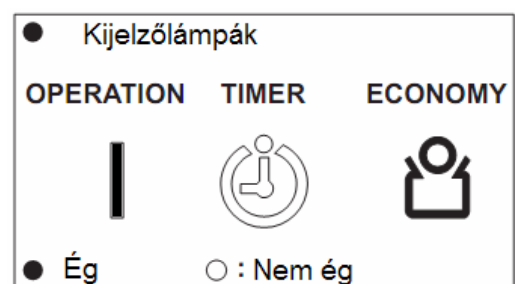 ● Kijelzőlámpák
OPERATION TIMER ECONOMY
● Ég ○ : Nem ég